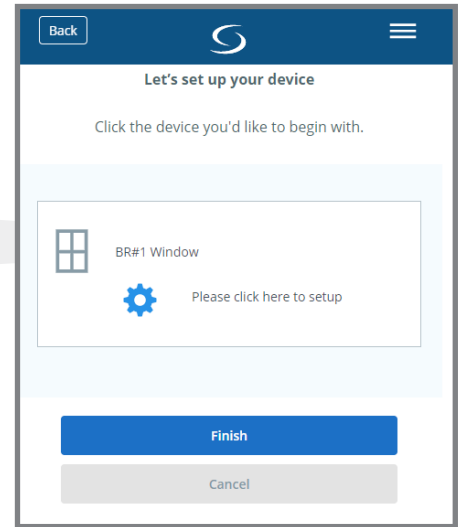 Back
Let's set up your device
Click the device you'd like to begin with.
BR#1 Window
Please click here to setup
Finish
Cancel